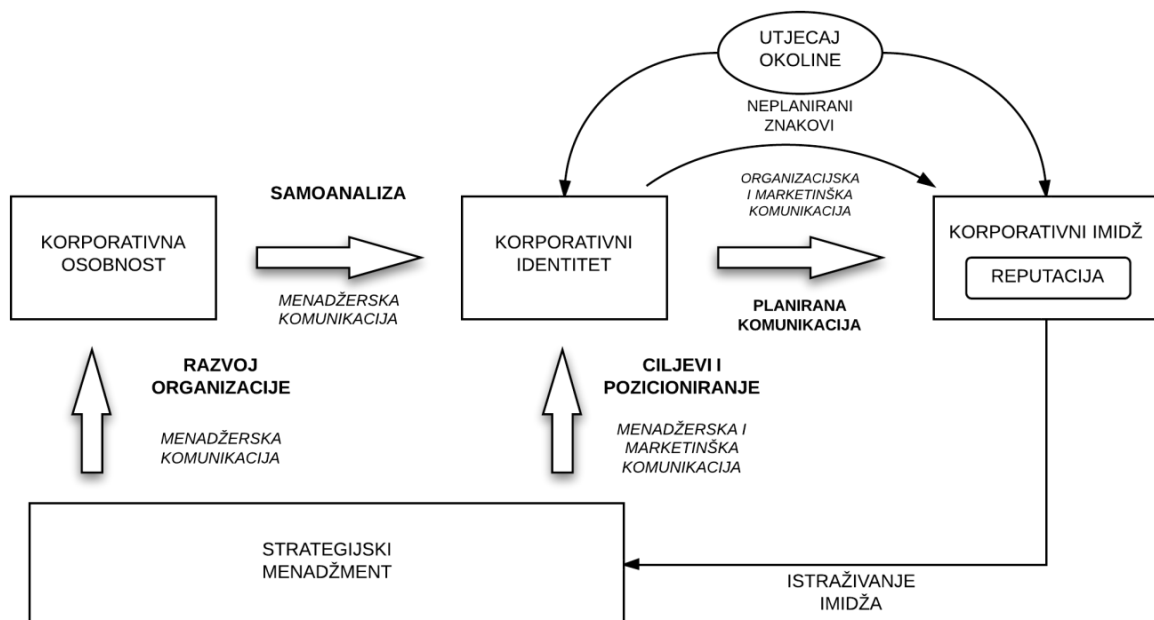 UTJECAJ
OKOLINE
NEPLANIRANI
ZNAKOVI
SAMOANALIZA
ORGANIZACIJSKA
I MARKETINŠKA
KOMUNIKACIJA
KORPORATIVNA
OSOBNOST
KORPORATIVNI
IDENTITET
KORPORATIVNI IMIDŽ
REPUTACIJA
MENADŽERSKA
KOMUNIKACIJA
PLANIRANA
KOMUNIKACIJA
RAZVOJ
ORGANIZACIJE
CILJEVI I
POZICIONIRANJE
MENADŽERSKA
KOMUNIKACIJA
MENADŽERSKA I
MARKETINŠKA
KOMUNIKACIJA
STRATEGIJSKI
MENADŽMENT
ISTRAŽIVANJE
IMIDŽA